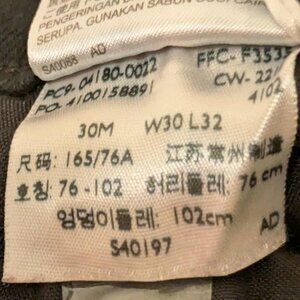 PENGERINGAN
SERUPA. GUNAKAN SABUN
S40088 AD
PC9-04180-0022 FFC-F353
PO-4100158891 CW-22
4/02
30M W30 L32
尺码: 165/76A 江苏常州制造
호칭: 76-102 허리둘레: 76cm
엉덩이둘레: 102cm
S40197 AD